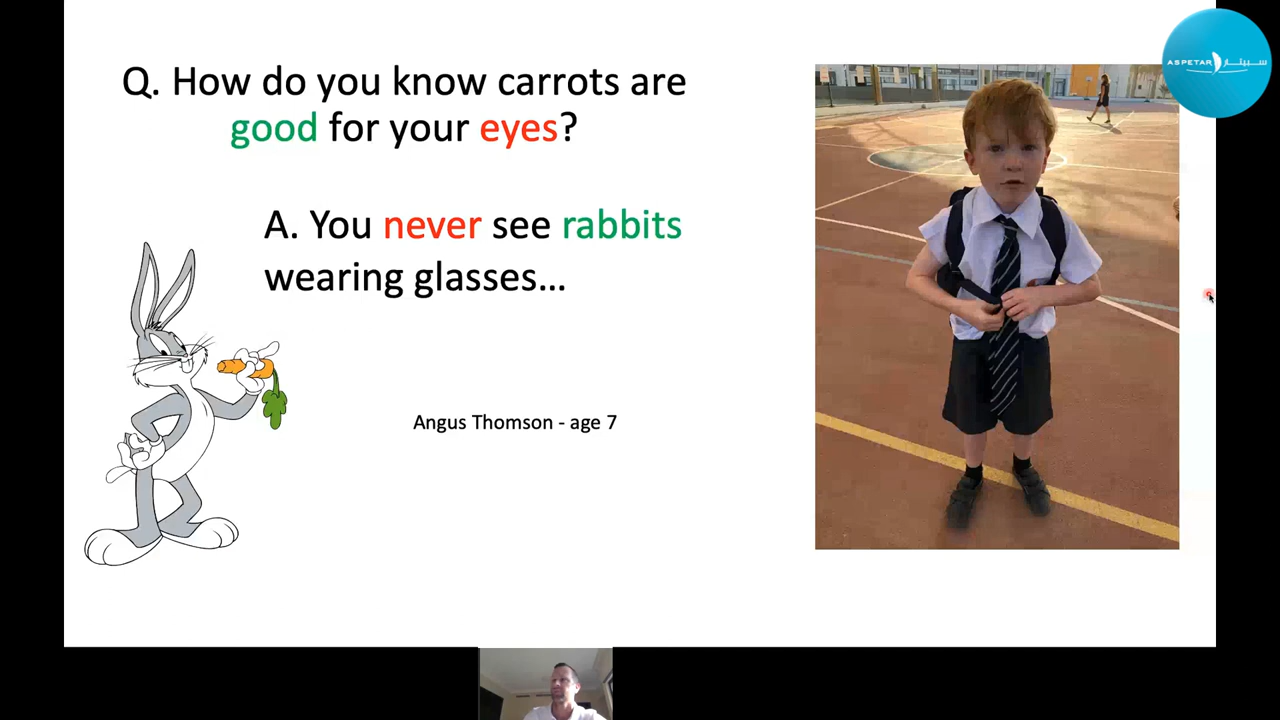 Q. How do you know carrots are
good for your eyes?
A. You never see rabbits
wearing glasses...
Angus Thomson - age 7
ASPETAR سبيتار